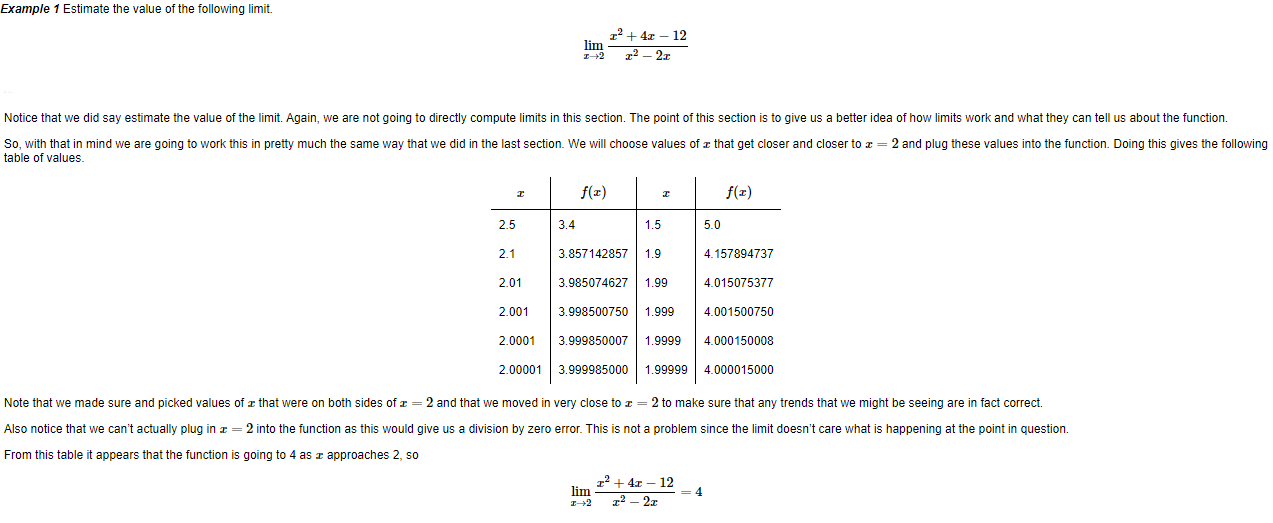 Example 1 Estimate the value of the following limit.
lim x→2 (x² + 4x − 12)/(x² − 2x)
Notice that we did say estimate the value of the limit. Again, we are not going to directly compute limits in this section. The point of this section is to give us a better idea of how limits work and what they can tell us about the function.
So, with that in mind we are going to work this in pretty much the same way that we did in the last section. We will choose values of x that get closer and closer to x = 2 and plug these values into the function. Doing this gives the following
table of values.
x f(x) x f(x)
2.5 3.4 1.5 5.0
2.1 3.857142857 1.9 4.157894737
2.01 3.985074627 1.99 4.015075377
2.001 3.998500750 1.999 4.001500750
2.0001 3.999850007 1.9999 4.000150008
2.00001 3.999985000 1.99999 4.000015000
Note that we made sure and picked values of x that were on both sides of x = 2 and that we moved in very close to x = 2 to make sure that any trends that we might be seeing are in fact correct.
Also notice that we can't actually plug in x = 2 into the function as this would give us a division by zero error. This is not a problem since the limit doesn't care what is happening at the point in question.
From this table it appears that the function is going to 4 as x approaches 2, so
lim x→2 (x² + 4x − 12)/(x² − 2x) = 4